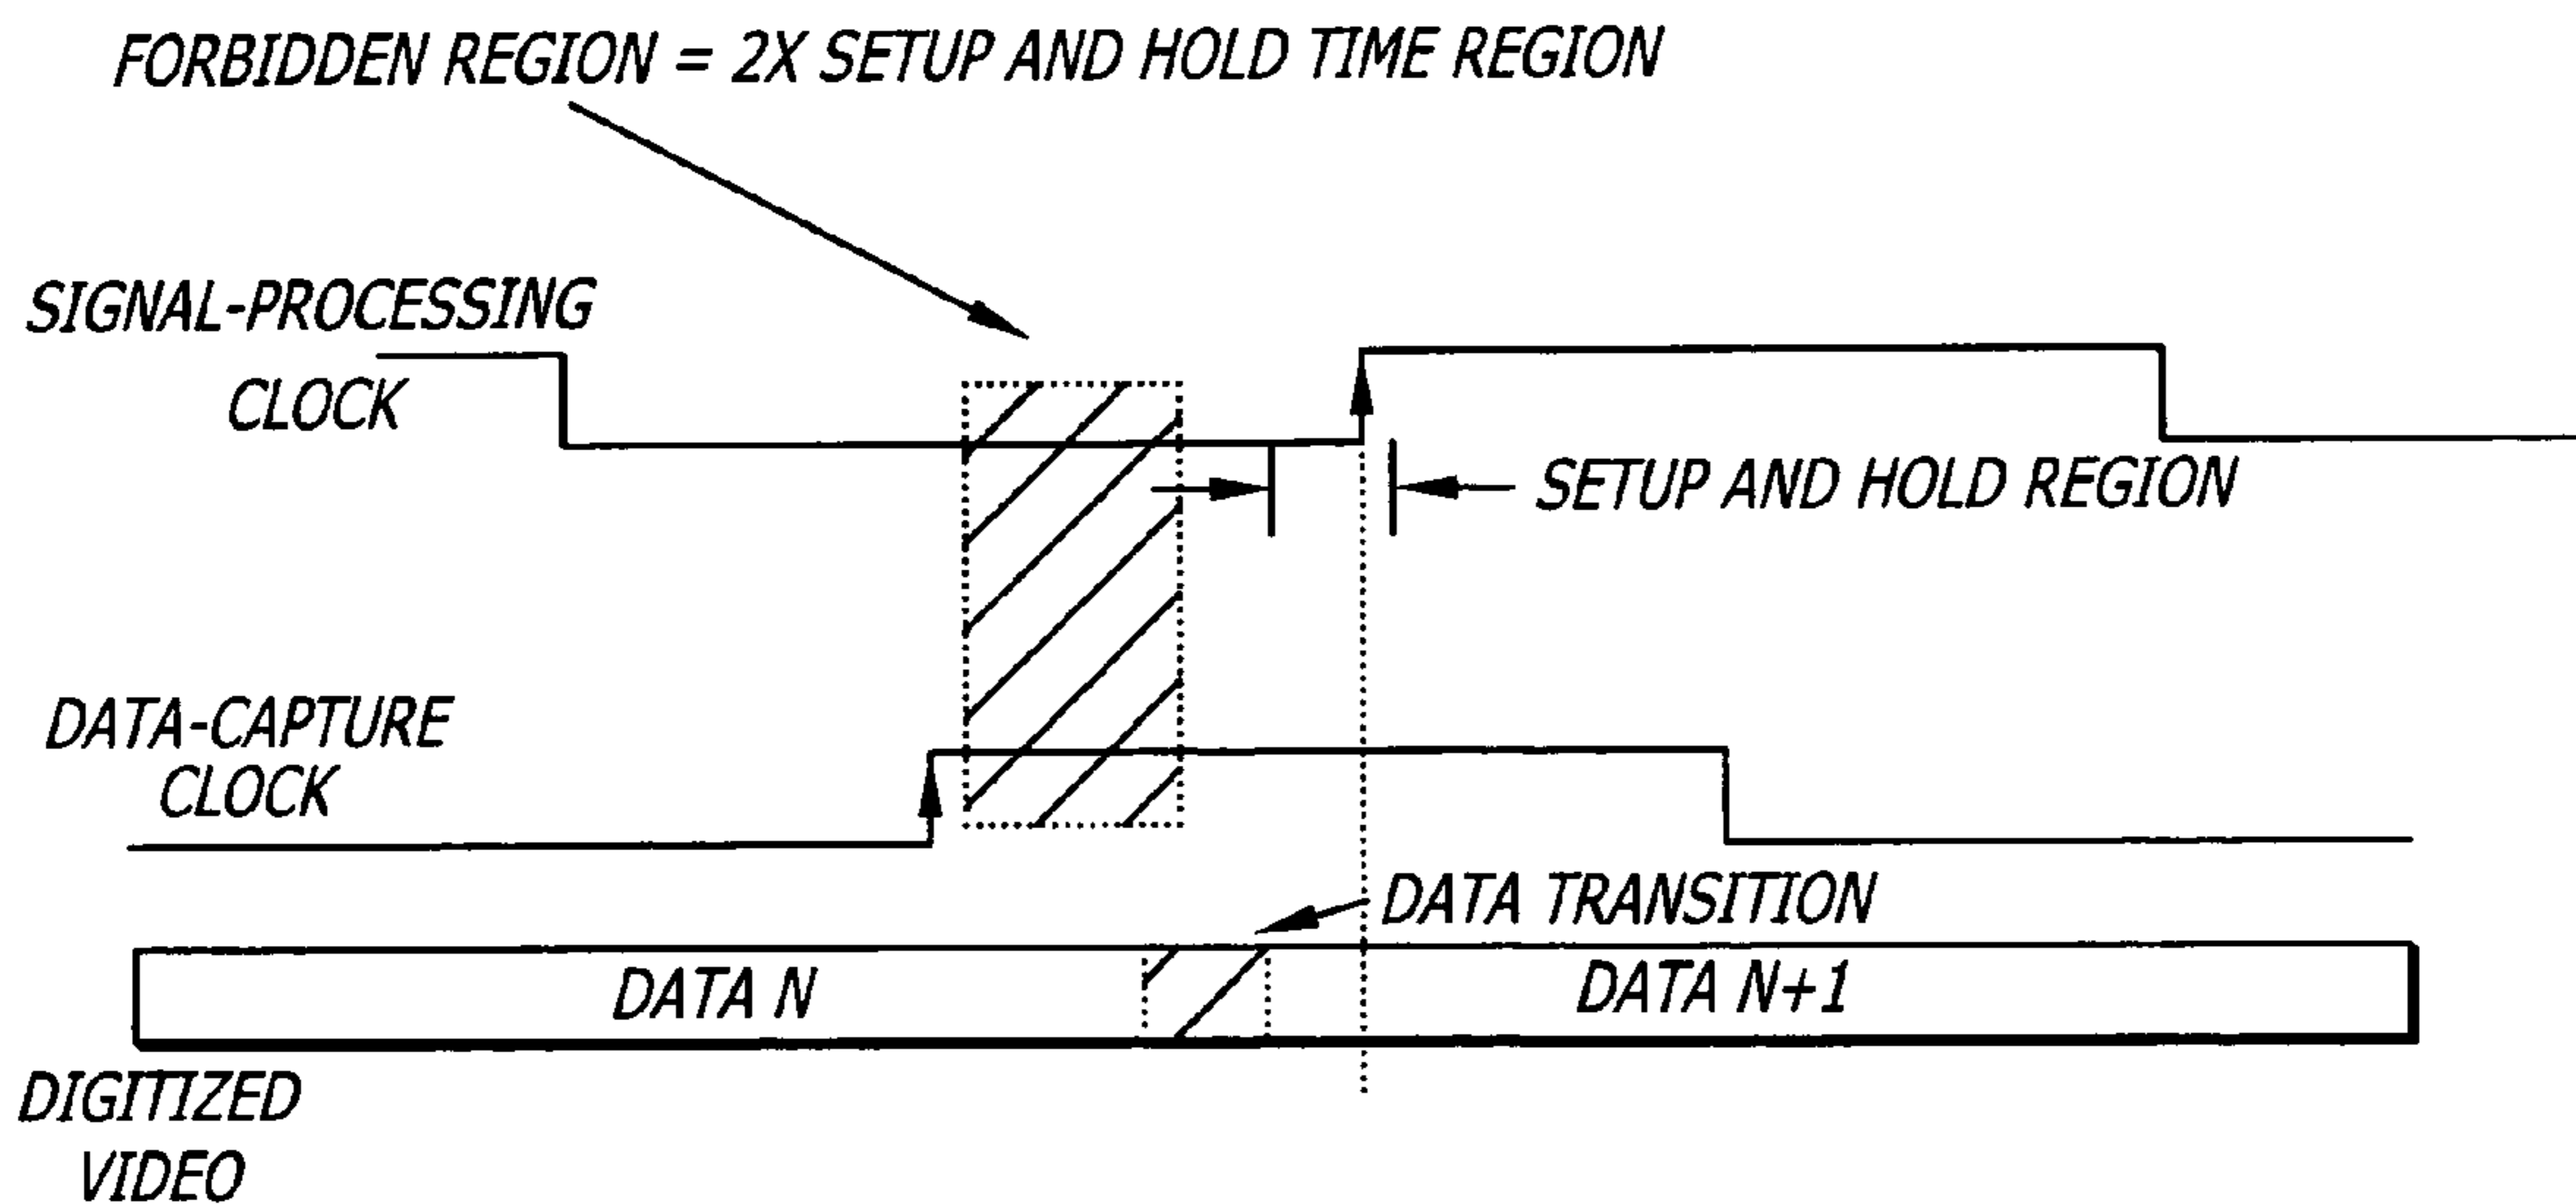 FORBIDDEN REGION = 2X SETUP AND HOLD TIME REGION
SIGNAL-PROCESSING
CLOCK
SETUP AND HOLD REGION
DATA-CAPTURE
CLOCK
DATA TRANSITION
DATA N
DATA N+1
DIGITIZED
VIDEO